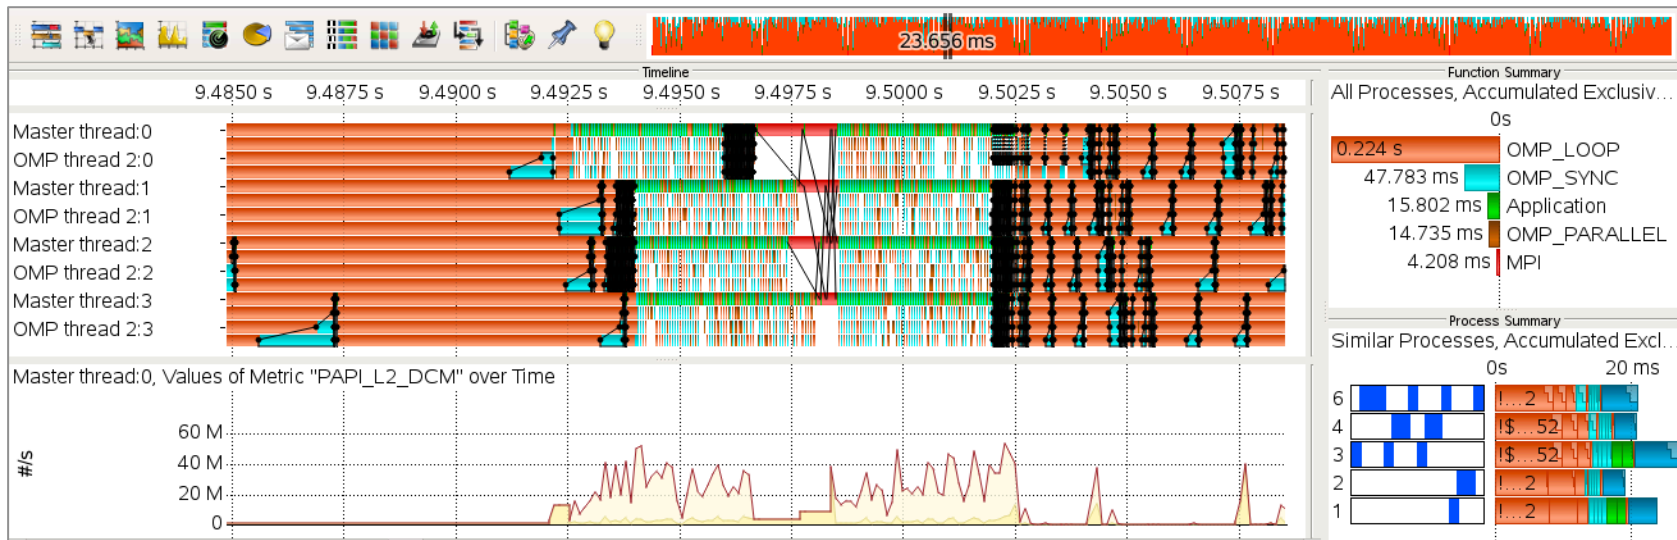 23.656 ms
Timeline
9.4850 s 9.4875 s 9.4900 s 9.4925 s 9.4950 s 9.4975 s 9.5000 s 9.5025 s 9.5050 s 9.5075 s
Master thread:0
OMP thread 2:0
Master thread:1
OMP thread 2:1
Master thread:2
OMP thread 2:2
Master thread:3
OMP thread 2:3
Master thread:0, Values of Metric "PAPI_L2_DCM" over Time
60 M
40 M
20 M
0
#/s
Function Summary
All Processes, Accumulated Exclusiv...
0s
0.224 s OMP_LOOP
47.783 ms OMP_SYNC
15.802 ms Application
14.735 ms OMP_PARALLEL
4.208 ms MPI
Process Summary
Similar Processes, Accumulated Excl...
0s 20 ms
6 !...2
4 !$...52
3 !$...52
2 !...2
1 !...2